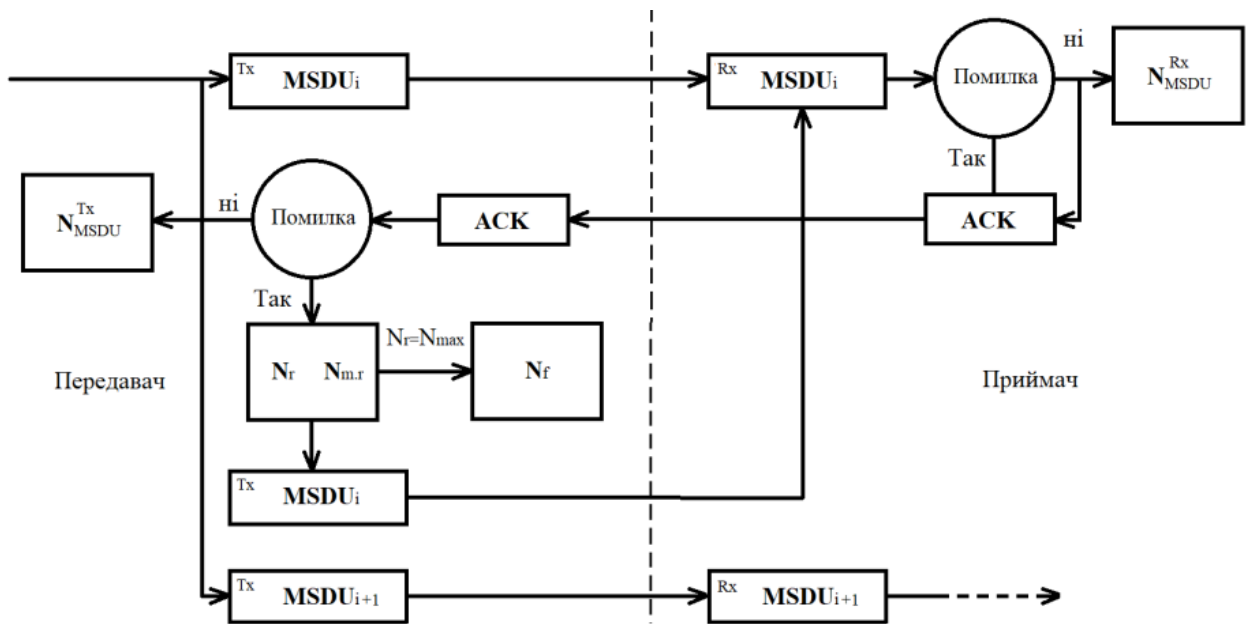 Tx MSDUi
Rx MSDUi
Помилка
ні
N Rx MSDU
Так
ACK
ACK
Помилка
ні
N Tx MSDU
Так
Nr Nm.r
Nr=Nmax
Nf
Передавач
Приймач
Tx MSDUi
Tx MSDUi+1
Rx MSDUi+1